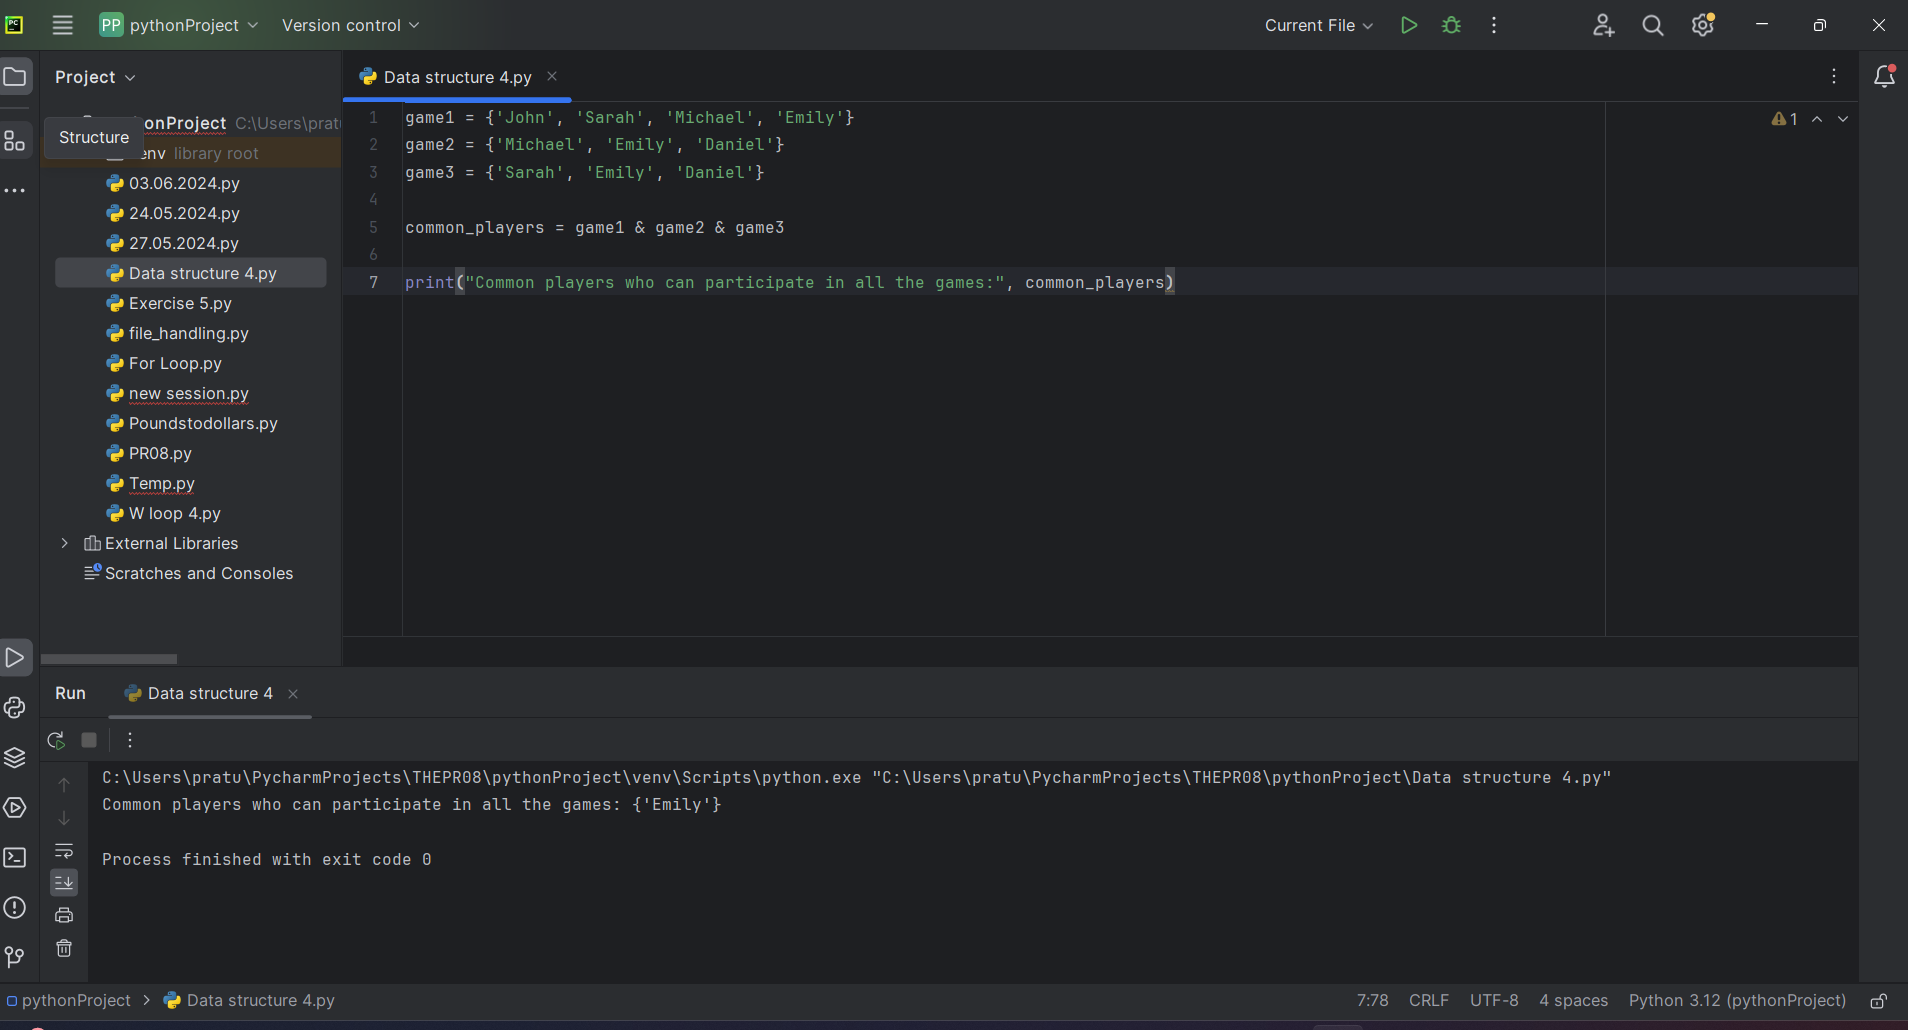 PC
PP pythonProject Version control Current File
Project
Data structure 4.py
onProject C:\Users\prat
Structure
env library root
03.06.2024.py
24.05.2024.py
27.05.2024.py
Data structure 4.py
Exercise 5.py
file_handling.py
For Loop.py
new session.py
Poundstodollars.py
PR08.py
Temp.py
W loop 4.py
External Libraries
Scratches and Consoles
1 game1 = {'John', 'Sarah', 'Michael', 'Emily'}
1
2 game2 = {'Michael', 'Emily', 'Daniel'}
3 game3 = {'Sarah', 'Emily', 'Daniel'}
4
5 common_players = game1 & game2 & game3
6
7 print("Common players who can participate in all the games:", common_players)
Run Data structure 4
C:\Users\pratu\PycharmProjects\THEPR08\pythonProject\venv\Scripts\python.exe "C:\Users\pratu\PycharmProjects\THEPR08\pythonProject\Data structure 4.py"
Common players who can participate in all the games: {'Emily'}
Process finished with exit code 0
pythonProject > Data structure 4.py 7:78 CRLF UTF-8 4 spaces Python 3.12 (pythonProject)